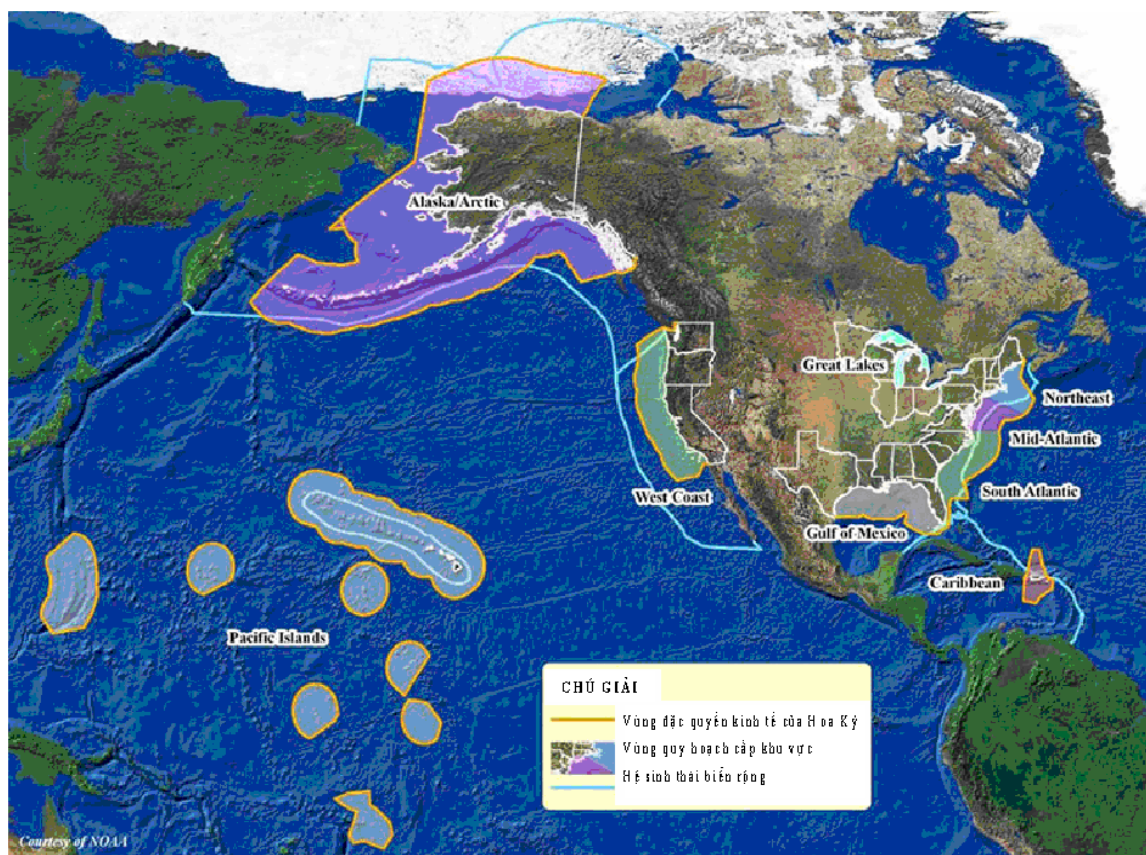 Alaska/Arctic
Great Lakes
Northeast
Mid-Atlantic
West Coast
South Atlantic
Gulf of Mexico
Caribbean
Pacific Islands
CHÚ GIẢI
Vùng đặc quyền kinh tế của Hoa Kỳ
Vùng quy hoạch cấp khu vực
Hệ sinh thái biển rộng
Courtesy of NOAA